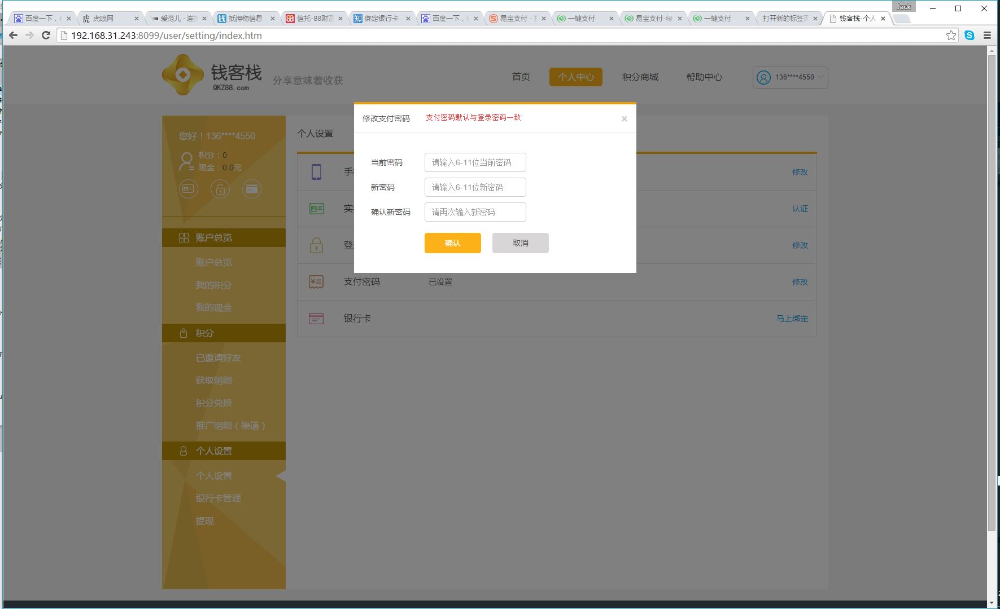 Jack
百度一下，
虎嗅网
爱范儿 · 连接
抵押物信息
信托-88财富
绑定银行卡
百度一下，
易宝支付 -
一键支付
易宝支付-绿
一键支付
打开新的标签页
钱客栈-个人
192.168.31.243:8099/user/setting/index.htm
钱客栈
QKZ88.com
分享意味着收获
首页
个人中心
积分商城
帮助中心
136****4550
您好！136****4550
积分：0
现金：0.0元
账户总览
账户总览
我的积分
我的现金
积分
已邀请好友
获取明细
积分兑换
推广明细（渠道）
个人设置
个人设置
银行卡管理
提现
个人设置
修改
认证
修改
支付密码 已设置 修改
银行卡 马上绑定
修改支付密码 支付密码默认与登录密码一致 ×
当前密码 请输入6-11位当前密码
新密码 请输入6-11位新密码
确认新密码 请再次输入新密码
确认 取消